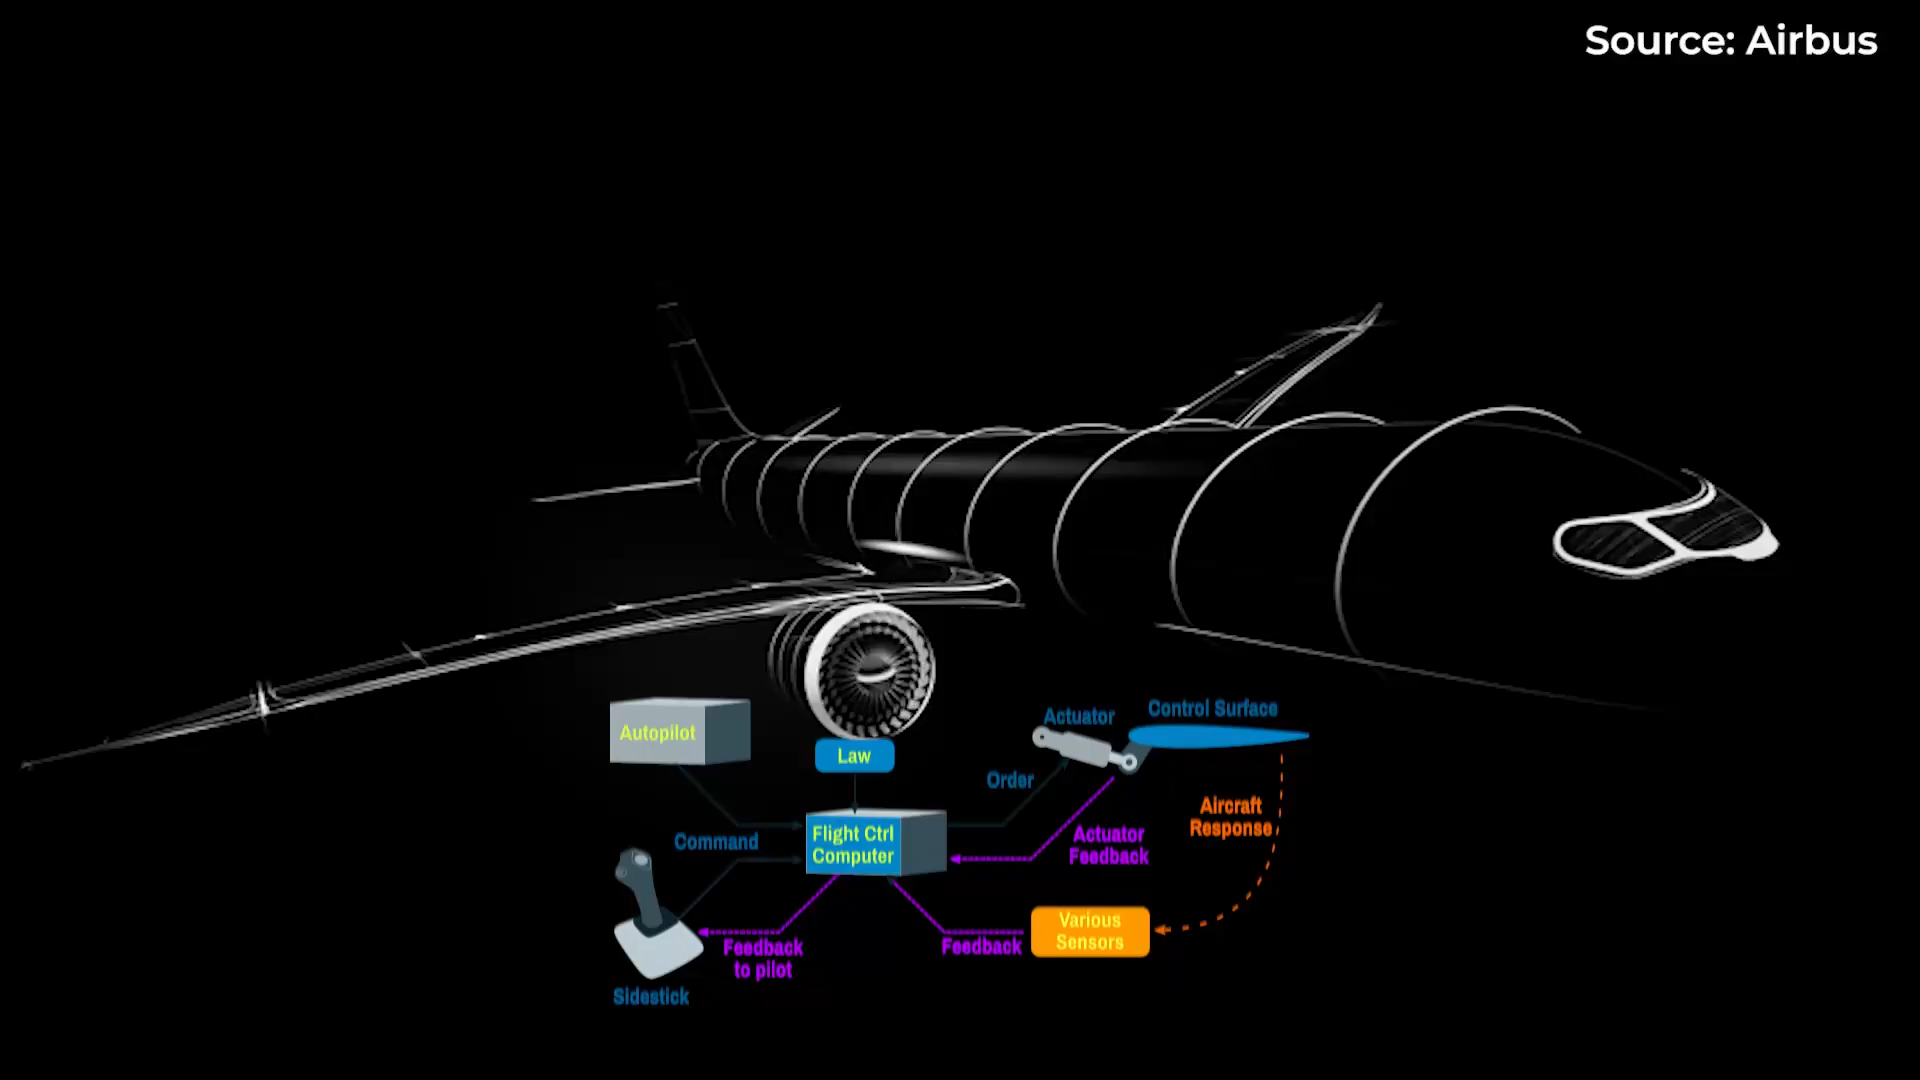 Source: Airbus
Autopilot
Law
Actuator
Control Surface
Order
Command
Flight Ctrl
Computer
Actuator
Feedback
Aircraft
Response
Various
Sensors
Feedback
Feedback
to pilot
Sidestick